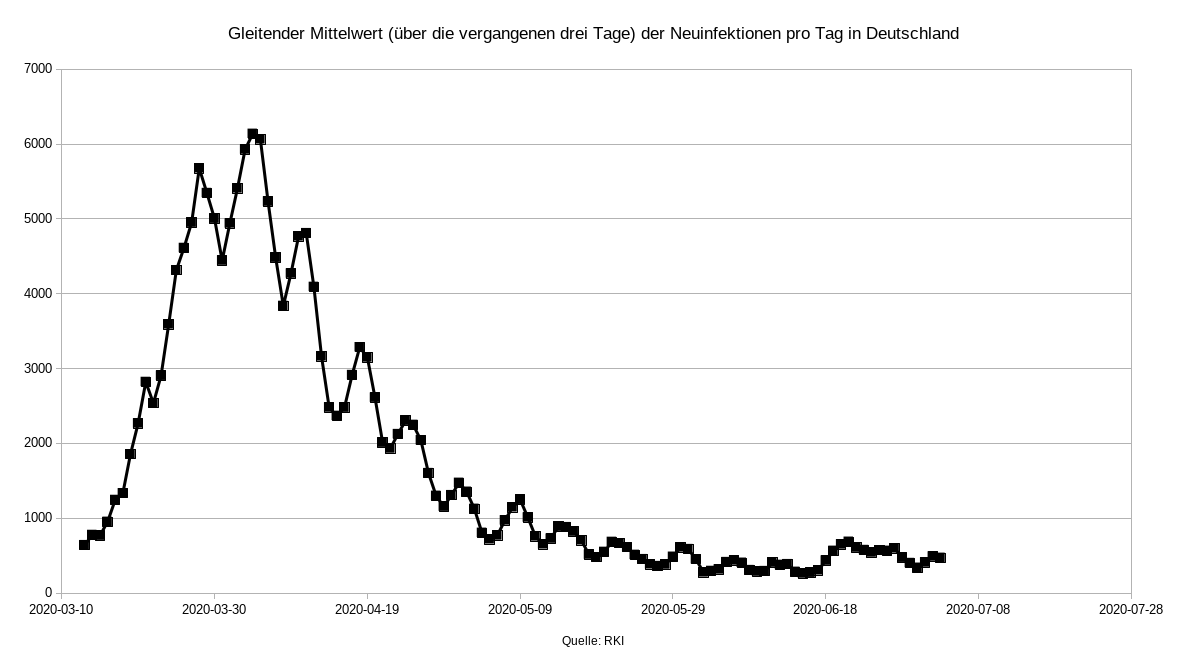 Gleitender Mittelwert (über die vergangenen drei Tage) der Neuinfektionen pro Tag in Deutschland
7000
6000
5000
4000
3000
2000
1000
0
2020-03-10 2020-03-30 2020-04-19 2020-05-09 2020-05-29 2020-06-18 2020-07-08 2020-07-28
Quelle: RKI